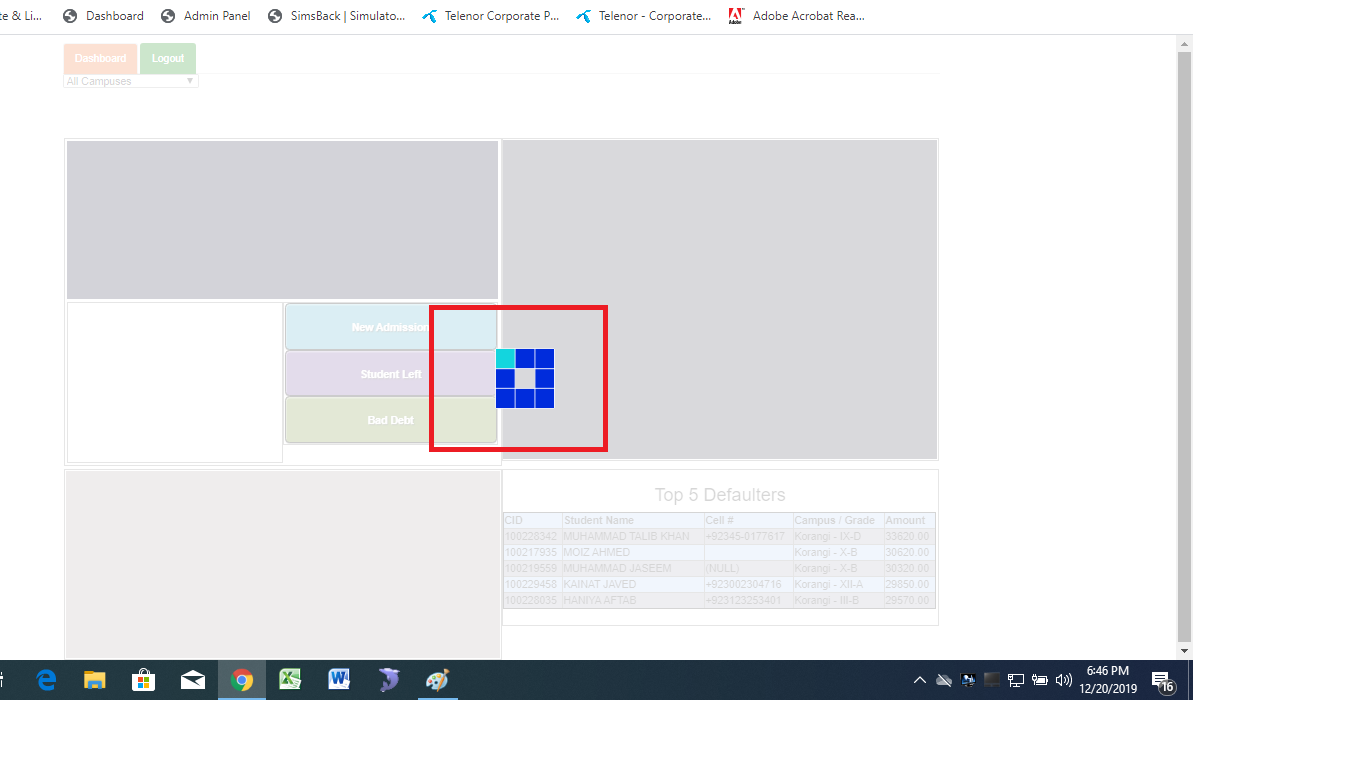 te & Li... Dashboard Admin Panel SimsBack | Simulato... Telenor Corporate P... Telenor - Corporate... Adobe Acrobat Rea...
Dashboard Logout
All Campuses
New Admission
Student Left
Bad Debt
Top 5 Defaulters
CID Student Name Cell # Campus / Grade Amount
100228342 MUHAMMAD TALIB KHAN +92345-0177617 Korangi - IX-D 33620.00
100217935 MOIZ AHMED Korangi - X-B 30620.00
100219559 MUHAMMAD JASEEM (NULL) Korangi - X-B 30320.00
100229458 KAINAT JAVED +923002304716 Korangi - XII-A 29850.00
100228035 HANIYA AFTAB +923123253401 Korangi - III-B 29570.00
6:46 PM
12/20/2019
16